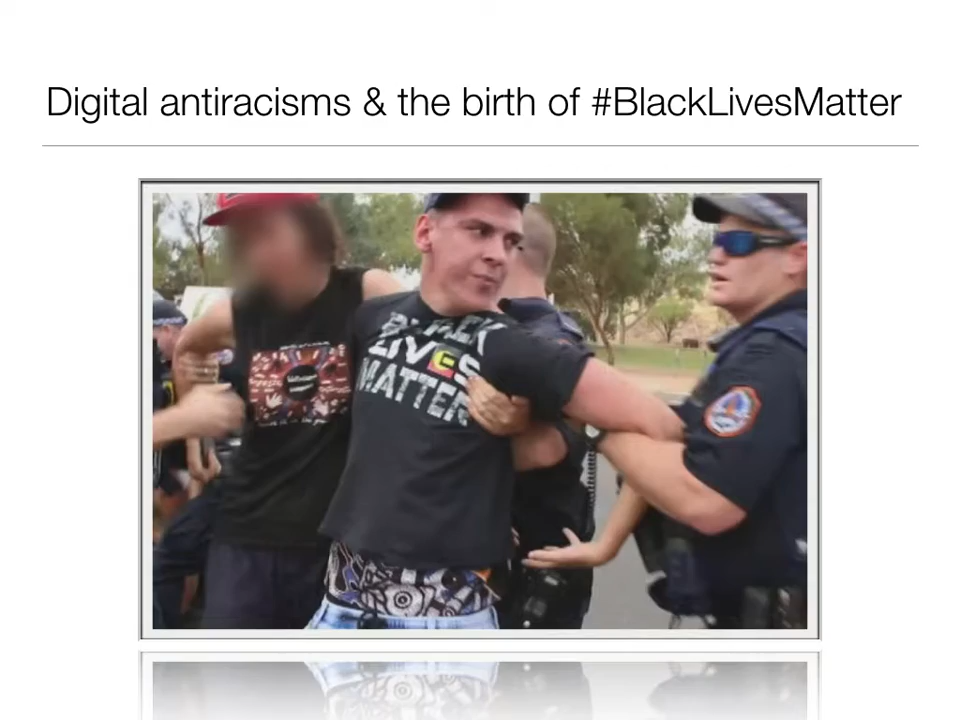 Digital antiracisms & the birth of #BlackLivesMatter
BLACK
LIVES
MATTER